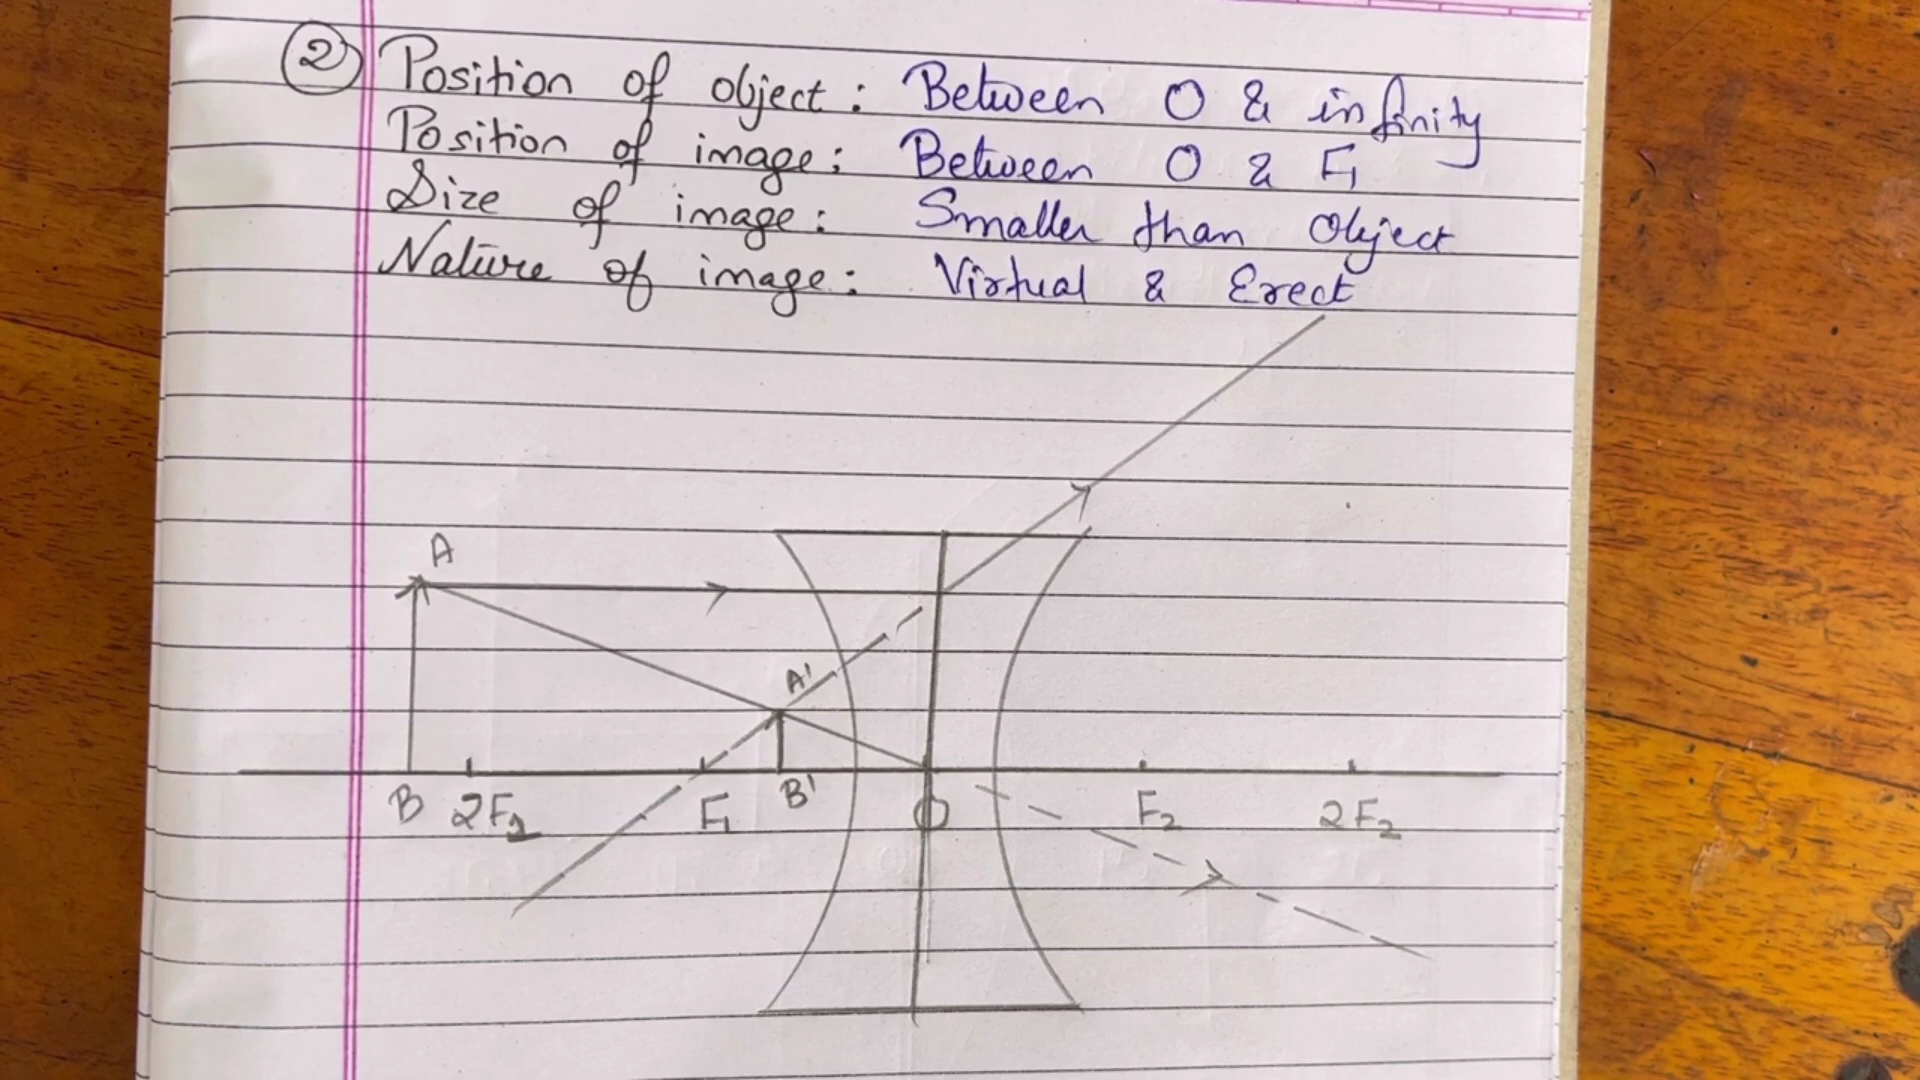 2 Position of object: Between O & infinity
Position of image: Between O & F₁
Size of image: Smaller than Object
Nature of image: Virtual & Erect
A
A'
B 2F₁ F₁ B' O F₂ 2F₂